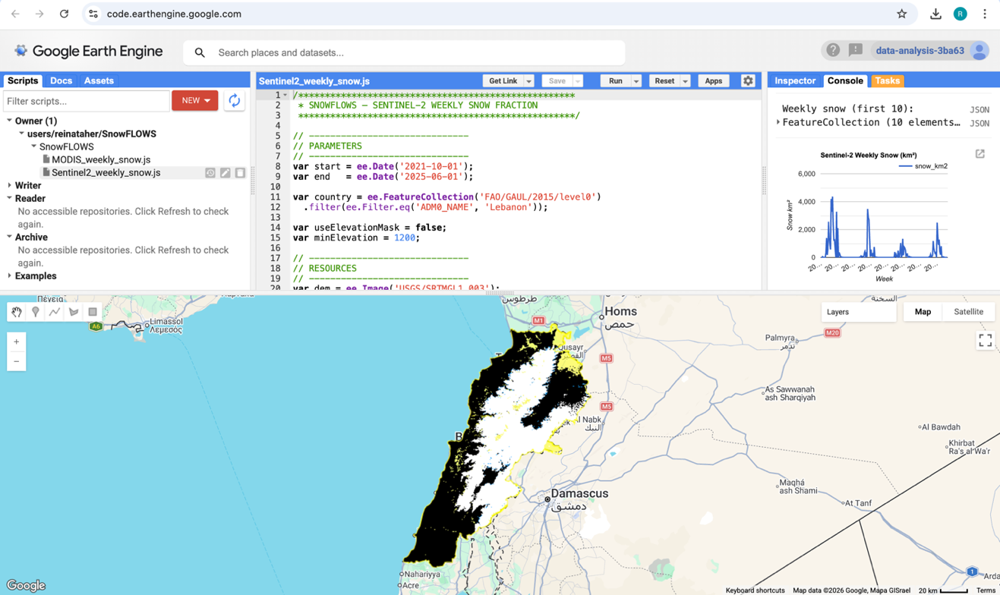 code.earthengine.google.com
R
Google Earth Engine
Search places and datasets...
data-analysis-3ba63
Scripts
Docs
Assets
Filter scripts...
NEW
Owner (1)
users/reinataher/SnowFLOWS
SnowFLOWS
MODIS_weekly_snow.js
Sentinel2_weekly_snow.js
Writer
Reader
No accessible repositories. Click Refresh to check
again.
Archive
No accessible repositories. Click Refresh to check
again.
Examples
Sentinel2_weekly_snow.js
Get Link
Save
Run
Reset
Apps
1 /***************************************************
2 * SNOWFLOWS – SENTINEL-2 WEEKLY SNOW FRACTION
3 ***************************************************/
4
5 // ------------------------------
6 // PARAMETERS
7 // ------------------------------
8 var start = ee.Date('2021-10-01');
9 var end   = ee.Date('2025-06-01');
10
11 var country = ee.FeatureCollection('FAO/GAUL/2015/level0')
12   .filter(ee.Filter.eq('ADM0_NAME', 'Lebanon'));
13
14 var useElevationMask = false;
15 var minElevation = 1200;
16
17 // ------------------------------
18 // RESOURCES
19 // ------------------------------
20 var dem = ee.Image('USGS/SRTMGL1_003');
Inspector
Console
Tasks
Weekly snow (first 10):
JSON
FeatureCollection (10 elements…
JSON
Sentinel-2 Weekly Snow (km²)
snow_km2
6,000
4,000
2,000
0
Snow km²
20…
20…
20…
20…
20…
20…
20…
20…
Week
Πέγεια
Limassol
Λεμεσός
A6
طرطوس
M1
Homs
حمص
Qusayr
M5
M5
Nabk
النبك
Damascus
دمشق
Nahariyya
Acre
السخنة
M20
Palmyra
تدمر
As Sawwanah
ash Sharqiyah
Al Bawdah
Khirbat
Ra's al Wa'r
Maqhá
ash Shami
At Tanf
1
Layers
Map
Satellite
Google
Keyboard shortcuts
Map data ©2026 Google, Mapa GISrael
20 km
Terms